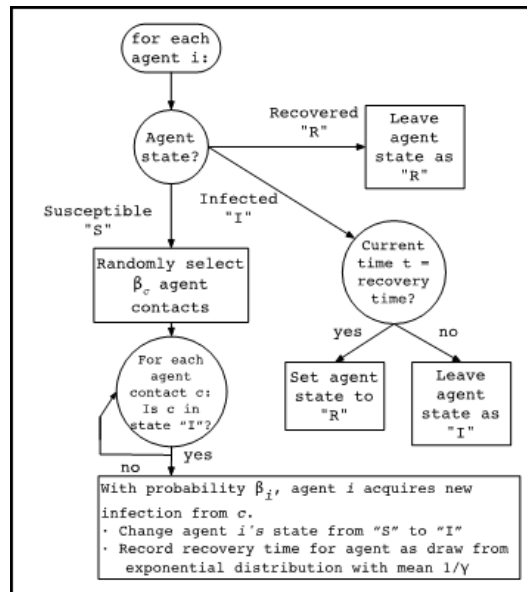 for each
agent i:
Agent
state?
Recovered
"R"
Leave
agent
state as
"R"
Susceptible
"S"
Infected
"I"
Randomly select
βc agent
contacts
Current
time t =
recovery
time?
For each
agent
contact c:
Is c in
state “I”?
yes
no
Set agent
state to
"R"
Leave
agent
state as
"I"
no
yes
With probability βi, agent i acquires new
infection from c.
· Change agent i's state from “S” to “I”
· Record recovery time for agent as draw from
exponential distribution with mean 1/γ